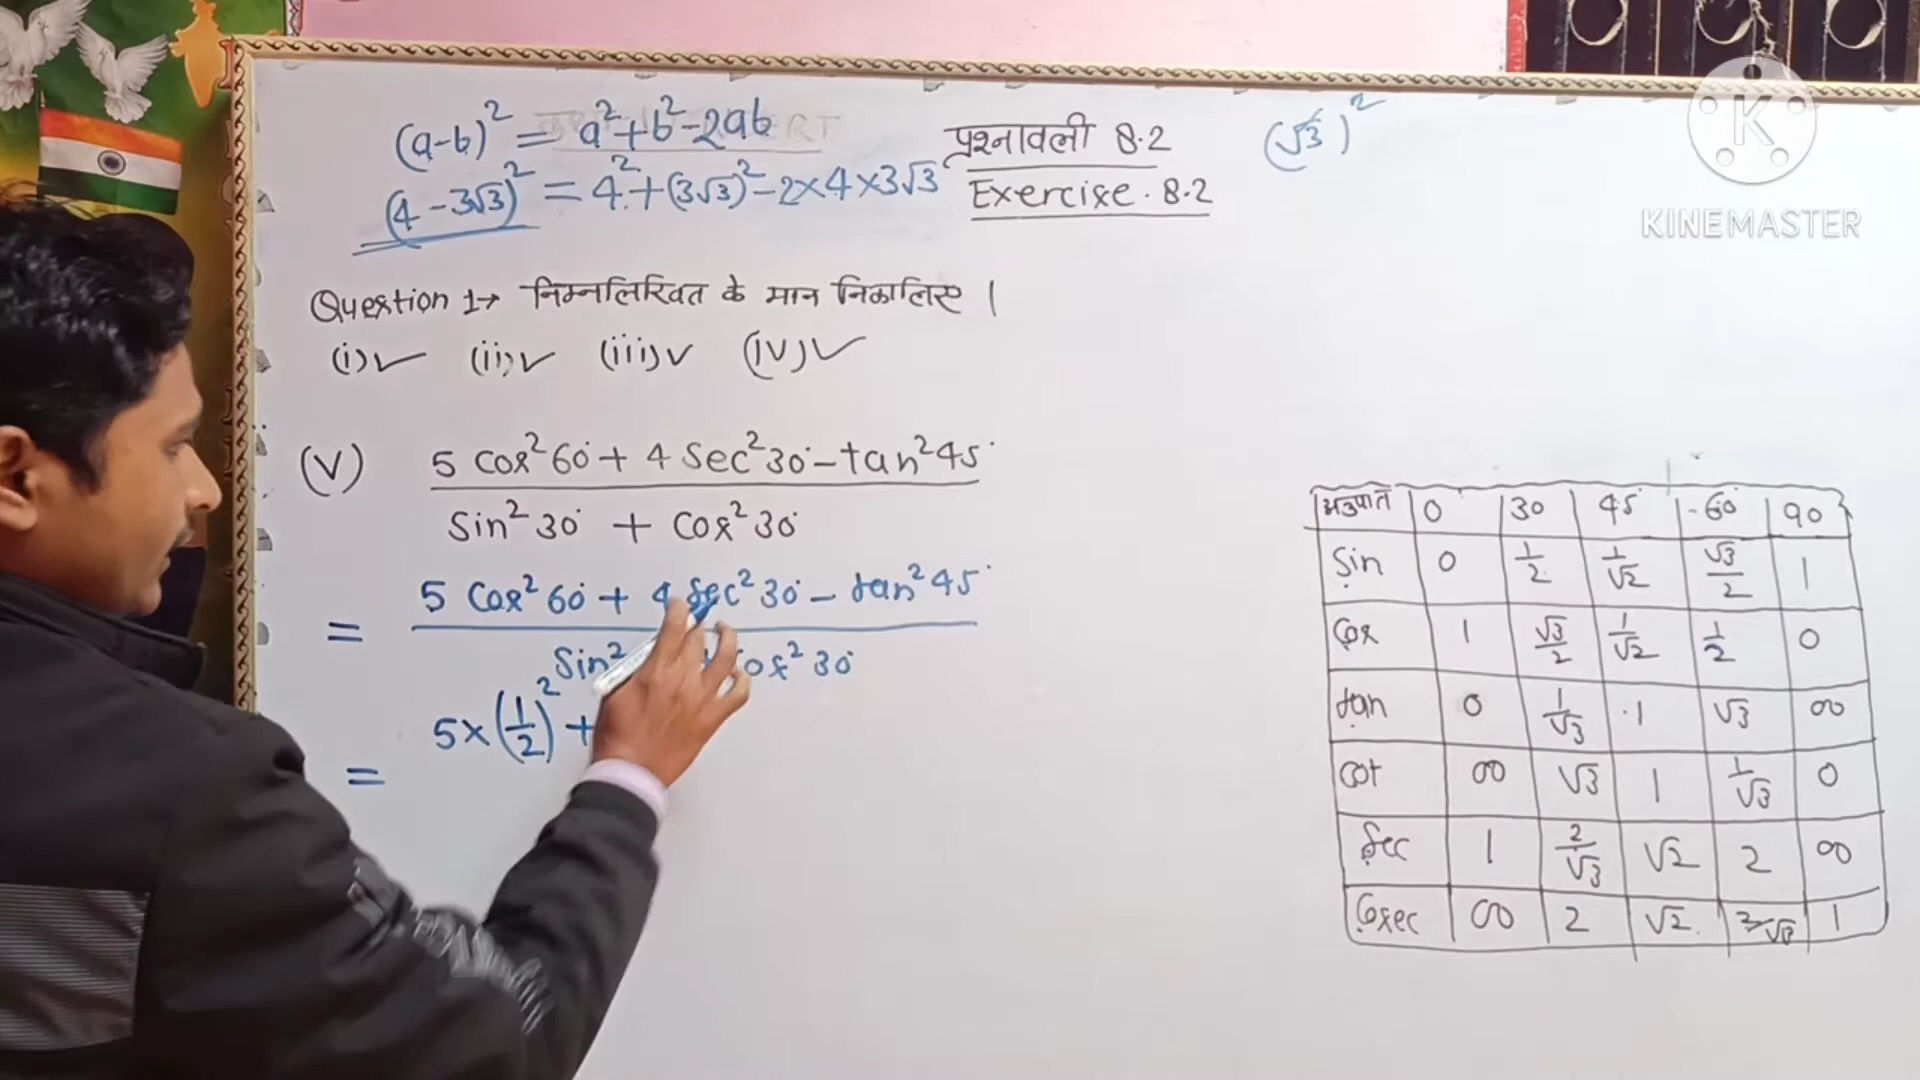 (a-b)² = a²+b²-2ab
(4-3√3)² = 4²+(3√3)²-2×4×3√3
प्रश्नावली 8.2
Exercise. 8.2
(√3)²
KINEMASTER
Question 1→ निम्नलिखित के मान निकालिए।
(i)✓ (ii)✓ (iii)✓ (iv)✓
(V) 5 Cos²60°+ 4 Sec²30°-tan²45°
Sin²30° + Cos²30°
= 5 Cos²60°+ 4 Sec²30° - tan²45°
Sin² Cos²30°
= 5×(1/2)² +
अनुपात 0 30 45 60 90
Sin 0 1/2 1/√2 √3/2 1
Cos 1 √3/2 1/√2 1/2 0
tan 0 1/√3 1 √3 ∞
Cot ∞ √3 1 1/√3 0
Sec 1 2/√3 √2 2 ∞
Cosec ∞ 2 √2 2/√3 1